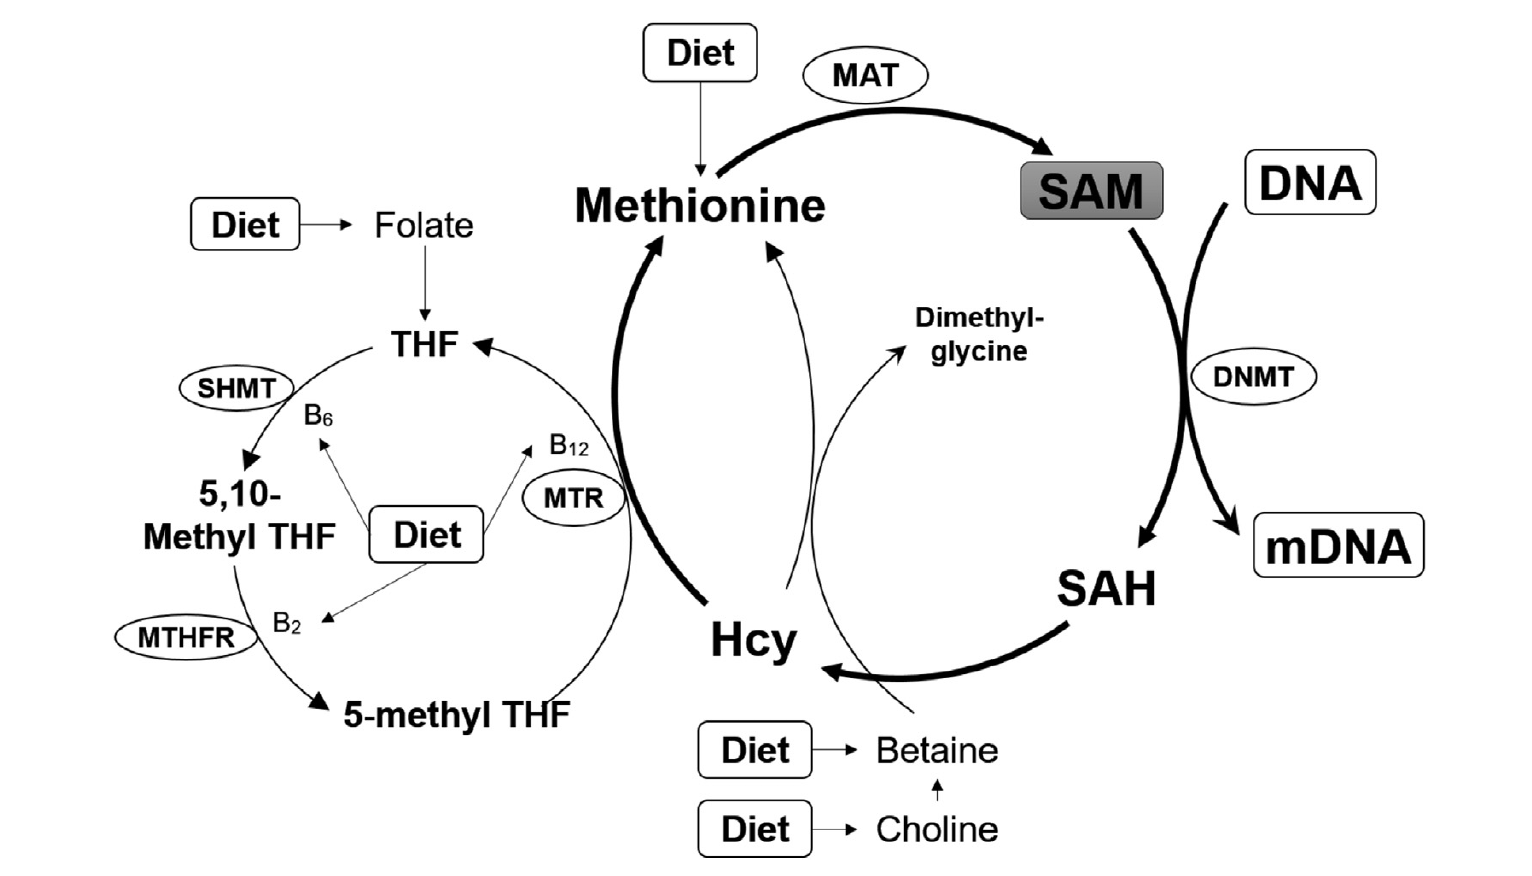 Diet
MAT
Methionine
SAM
DNA
Diet
Folate
Dimethyl-
glycine
THF
SHMT
B₆
DNMT
B₁₂
MTR
5,10-
Methyl THF
Diet
mDNA
SAH
MTHFR
B₂
Hcy
5-methyl THF
Diet
Betaine
Diet
Choline